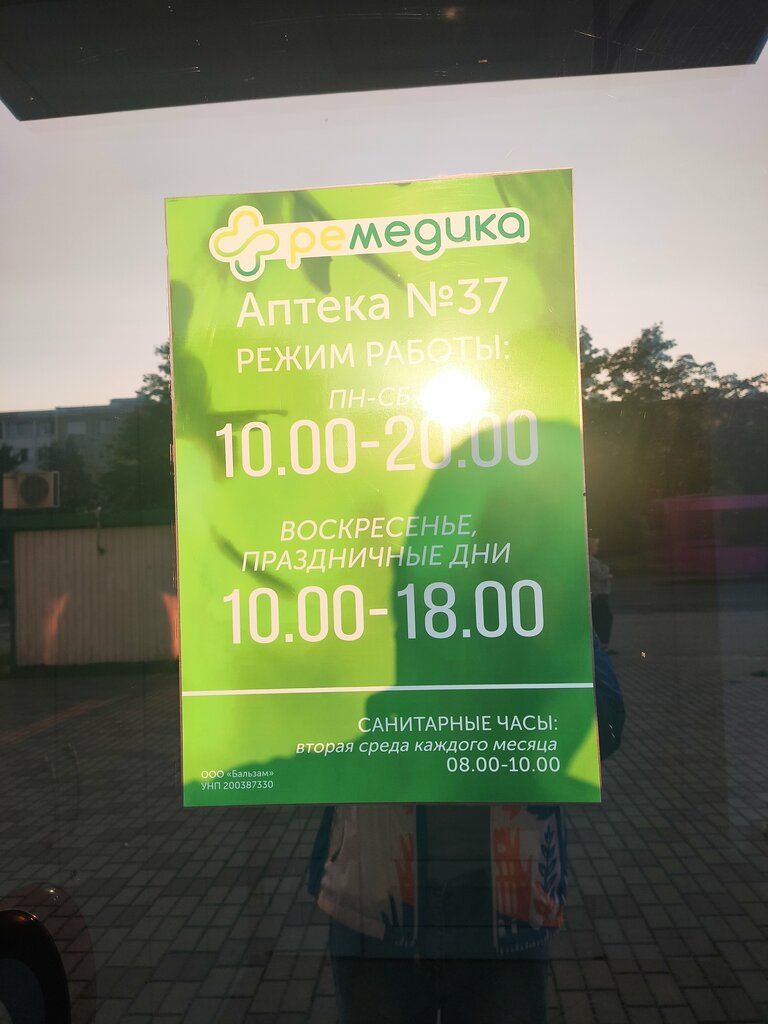 ремедика
Аптека №37
РЕЖИМ РАБОТЫ:
ПН-СБ
10.00-20.00
ВОСКРЕСЕНЬЕ,
ПРАЗДНИЧНЫЕ ДНИ
10.00-18.00
САНИТАРНЫЕ ЧАСЫ:
вторая среда каждого месяца
08.00-10.00
ООО «Бальзам»
УНП 200387330